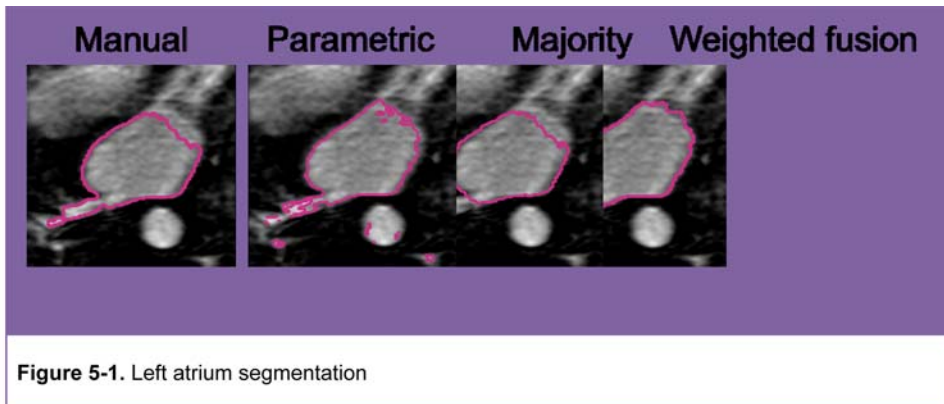 Manual Parametric Majority Weighted fusion
Figure 5-1. Left atrium segmentation